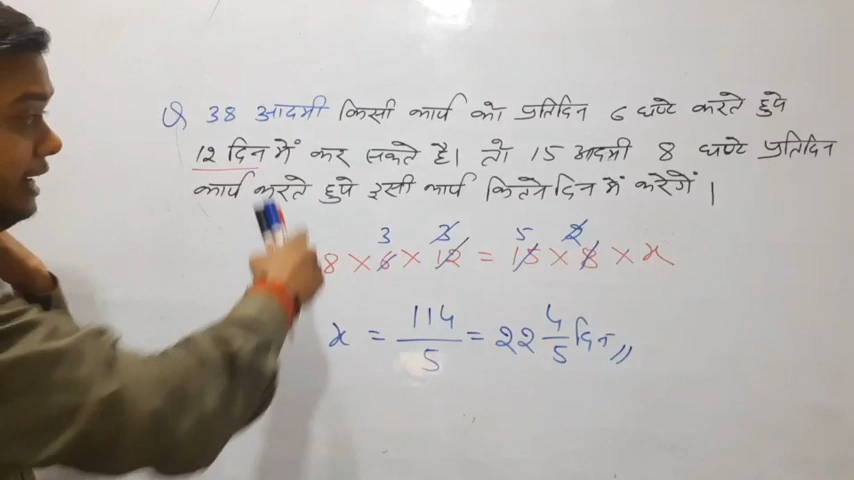 Q 38 आदमी किसी कार्य को प्रतिदिन 6 घण्टे करते हुये
12 दिन में कर सकते है। तो 15 आदमी 8 घण्टे प्रतिदिन
कार्य करते हुये इसी कार्य कितने दिन में करेगें।
3 3 5 2
8 × 6 × 12 = 15 × 8 × x
x = 114/5 = 22 4/5 दिन,,